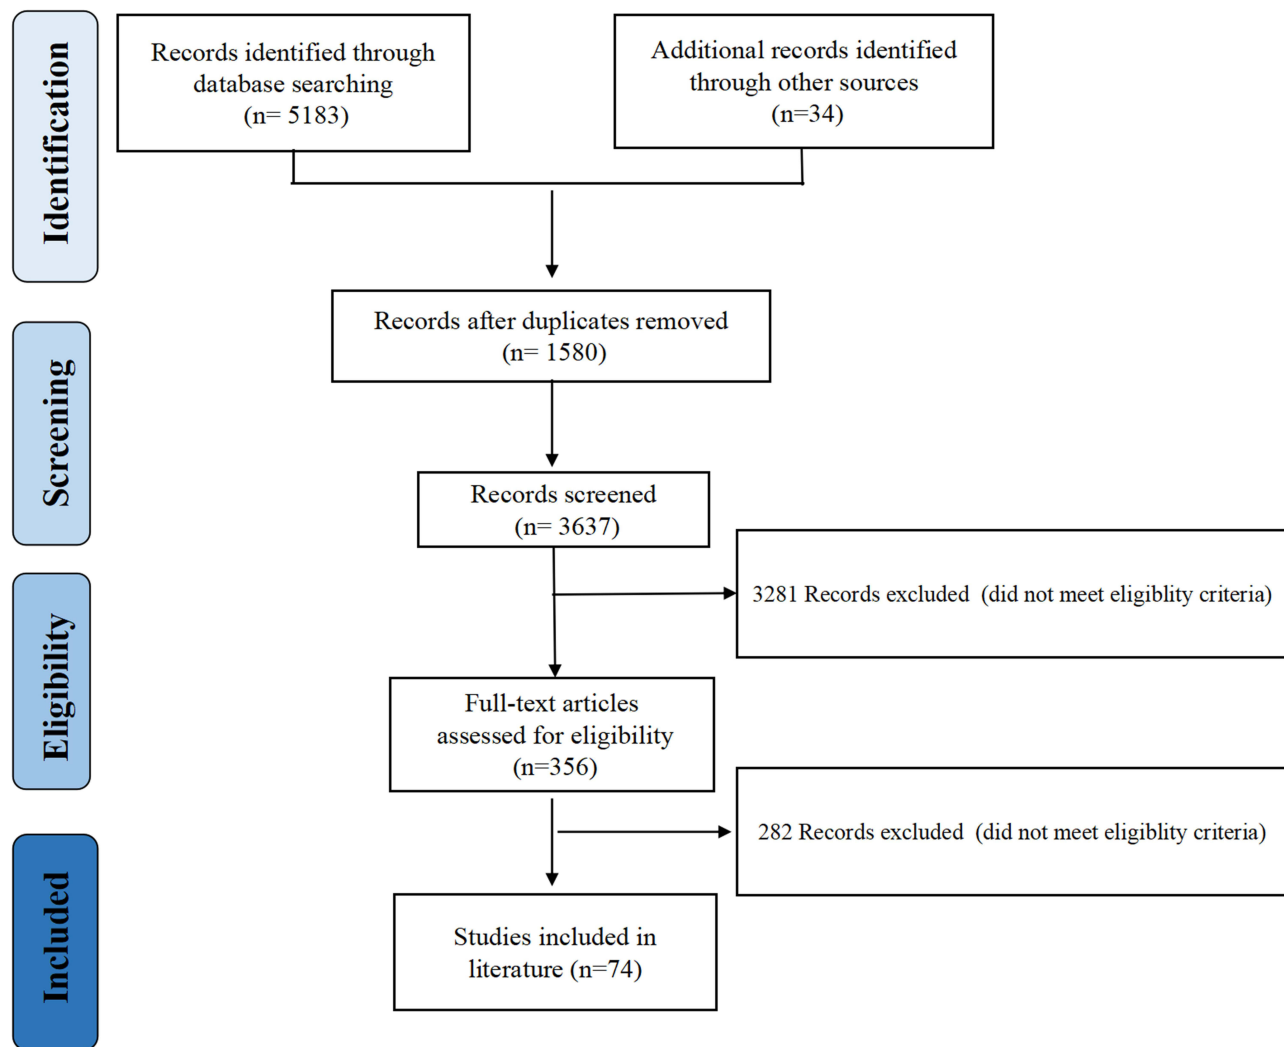 Identification
Records identified through
database searching
(n= 5183)
Additional records identified
through other sources
(n=34)
Records after duplicates removed
(n= 1580)
Screening
Records screened
(n= 3637)
3281 Records excluded  (did not meet eligiblity criteria)
Eligibility
Full-text articles
assessed for eligibility
(n=356)
282 Records excluded  (did not meet eligiblity criteria)
Included
Studies included in
literature (n=74)